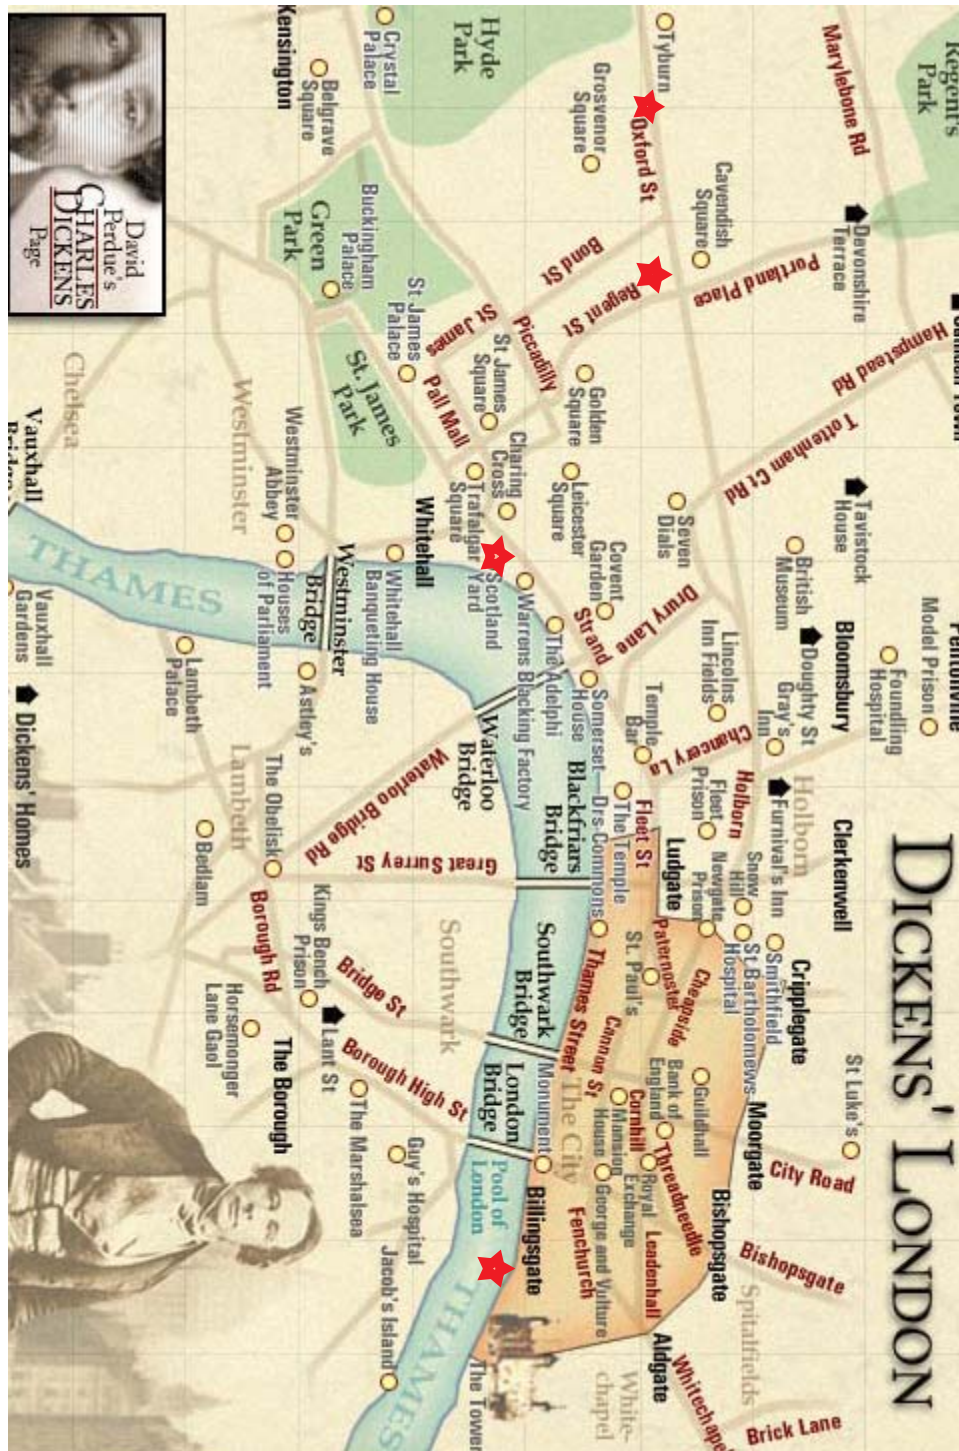 DICKENS' LONDON
Regent's
Park
Marylebone Rd
Devonshire
Terrace
Hampstead Rd
Tavistock
House
Model Prison
Foundling
Hospital
Bloomsbury
Clerkenwell
St Luke's
City Road
Bishopsgate
Brick Lane
Spitalfields
Whitechapel
White-
chapel
Aldgate
Bishopsgate
Moorgate
Cripplegate
Holborn
Furnival's Inn
Smithfield
St Bartholomews
Hospital
Snow
Hill
Newgate
Prison
Fleet
Prison
Holborn
Gray's
Inn
Doughty St
British
Museum
Lincolns
Inn Fields
Chancery La
Tottenham Ct Rd
Portland Place
Cavendish
Square
Tyburn
Oxford St
Grosvenor
Square
Hyde
Park
Bond St
Regent St
Piccadilly
Golden
Square
Leicester
Square
Seven
Dials
Covent
Garden
Drury Lane
Strand
Temple
Bar
Fleet St
The Temple
Ludgate
Paternoster
Cheapside
St. Paul's
Guildhall
Bank of
England
Threadneedle
Cornhill
Royal
Exchange
Leadenhall
Manning
House
George and Vulture
Fenchurch
Cannon St
Thames Street
The City
Monument
Billingsgate
The Tower
Drs Commons
Somerset
House
The Adelphi
Warrens Blacking Factory
Scotland
Yard
Charing
Cross
Trafalgar
Square
St James
Square
St James
Pall Mall
St James
Palace
Crystal
Palace
Belgrave
Square
Kensington
Green
Park
Buckingham
Palace
St. James
Park
Whitehall
Whitehall
Banqueting House
Westminster
Abbey
Houses
of Parliament
Westminster
Bridge
Waterloo
Bridge
Blackfriars
Bridge
Southwark
Bridge
London
Bridge
Pool of
London
THAMES
Jacob's Island
Guy's Hospital
The Marshalsea
Borough High St
Southwark
Bridge St
Great Surrey St
Waterloo Bridge Rd
Astley's
The Obelisk
Kings Bench
Prison
Lant St
The Borough
Borough Rd
Horsemonger
Lane Gaol
Bedlam
Lambeth
Lambeth
Palace
Westminster
Chelsea
THAMES
Vauxhall
Vauxhall
Gardens
Dickens' Homes
David
Perdue's
CHARLES
DICKENS
Page